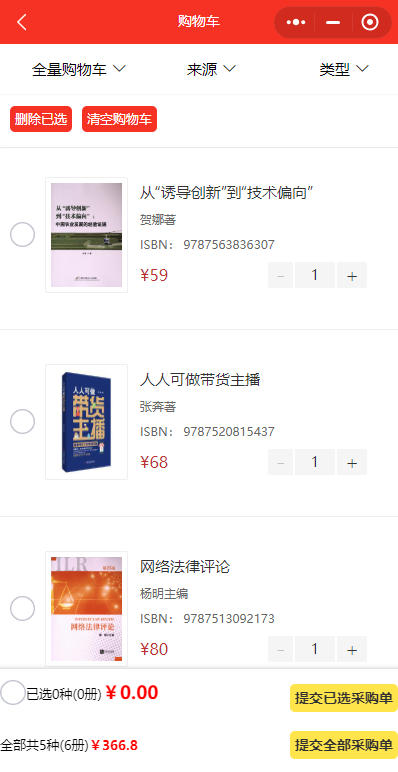 购物车
全量购物车 来源 类型
删除已选 清空购物车
从“诱导创新”
到“技术偏向”:
中国农业发展的经验证据
从“诱导创新”到“技术偏向”
贺娜著
ISBN: 9787563836307
¥59 − 1 +
人人可做
带货
主播
人人可做带货主播
张奔著
ISBN: 9787520815437
¥68 − 1 +
ILR
网络法律评论
网络法律评论
杨明主编
ISBN: 9787513092173
¥80 − 1 +
已选0种(0册) ¥0.00 提交已选采购单
全部共5种(6册) ¥366.8 提交全部采购单